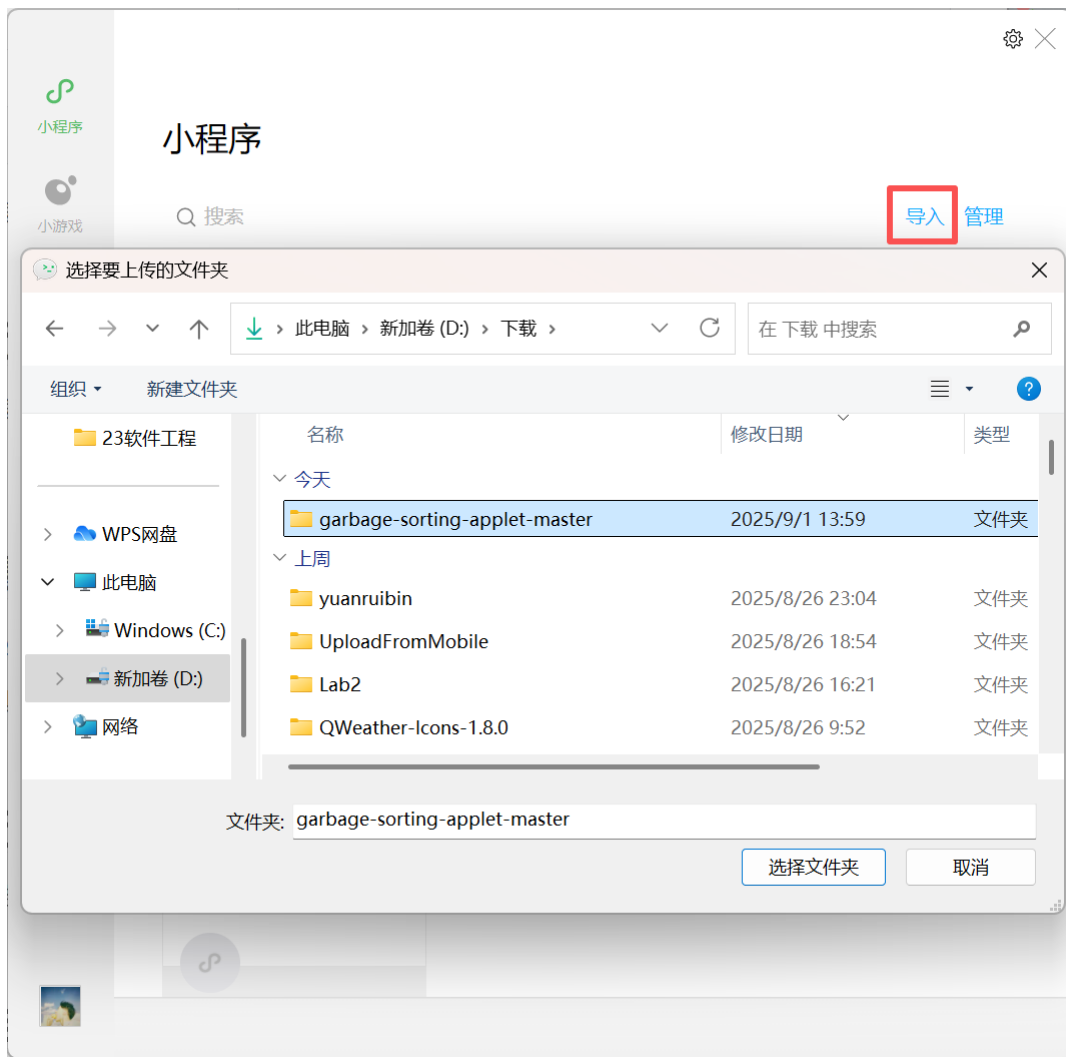 小程序
小程序
小游戏
搜索
导入 管理
选择要上传的文件夹
此电脑 › 新加卷 (D:) › 下载 ›
在 下载 中搜索
组织 新建文件夹
?
23软件工程
WPS网盘
此电脑
Windows (C:)
新加卷 (D:)
网络
名称 修改日期 类型
今天
garbage-sorting-applet-master 2025/9/1 13:59 文件夹
上周
yuanruibin 2025/8/26 23:04 文件夹
UploadFromMobile 2025/8/26 18:54 文件夹
Lab2 2025/8/26 16:21 文件夹
QWeather-Icons-1.8.0 2025/8/26 9:52 文件夹
文件夹: garbage-sorting-applet-master
选择文件夹 取消